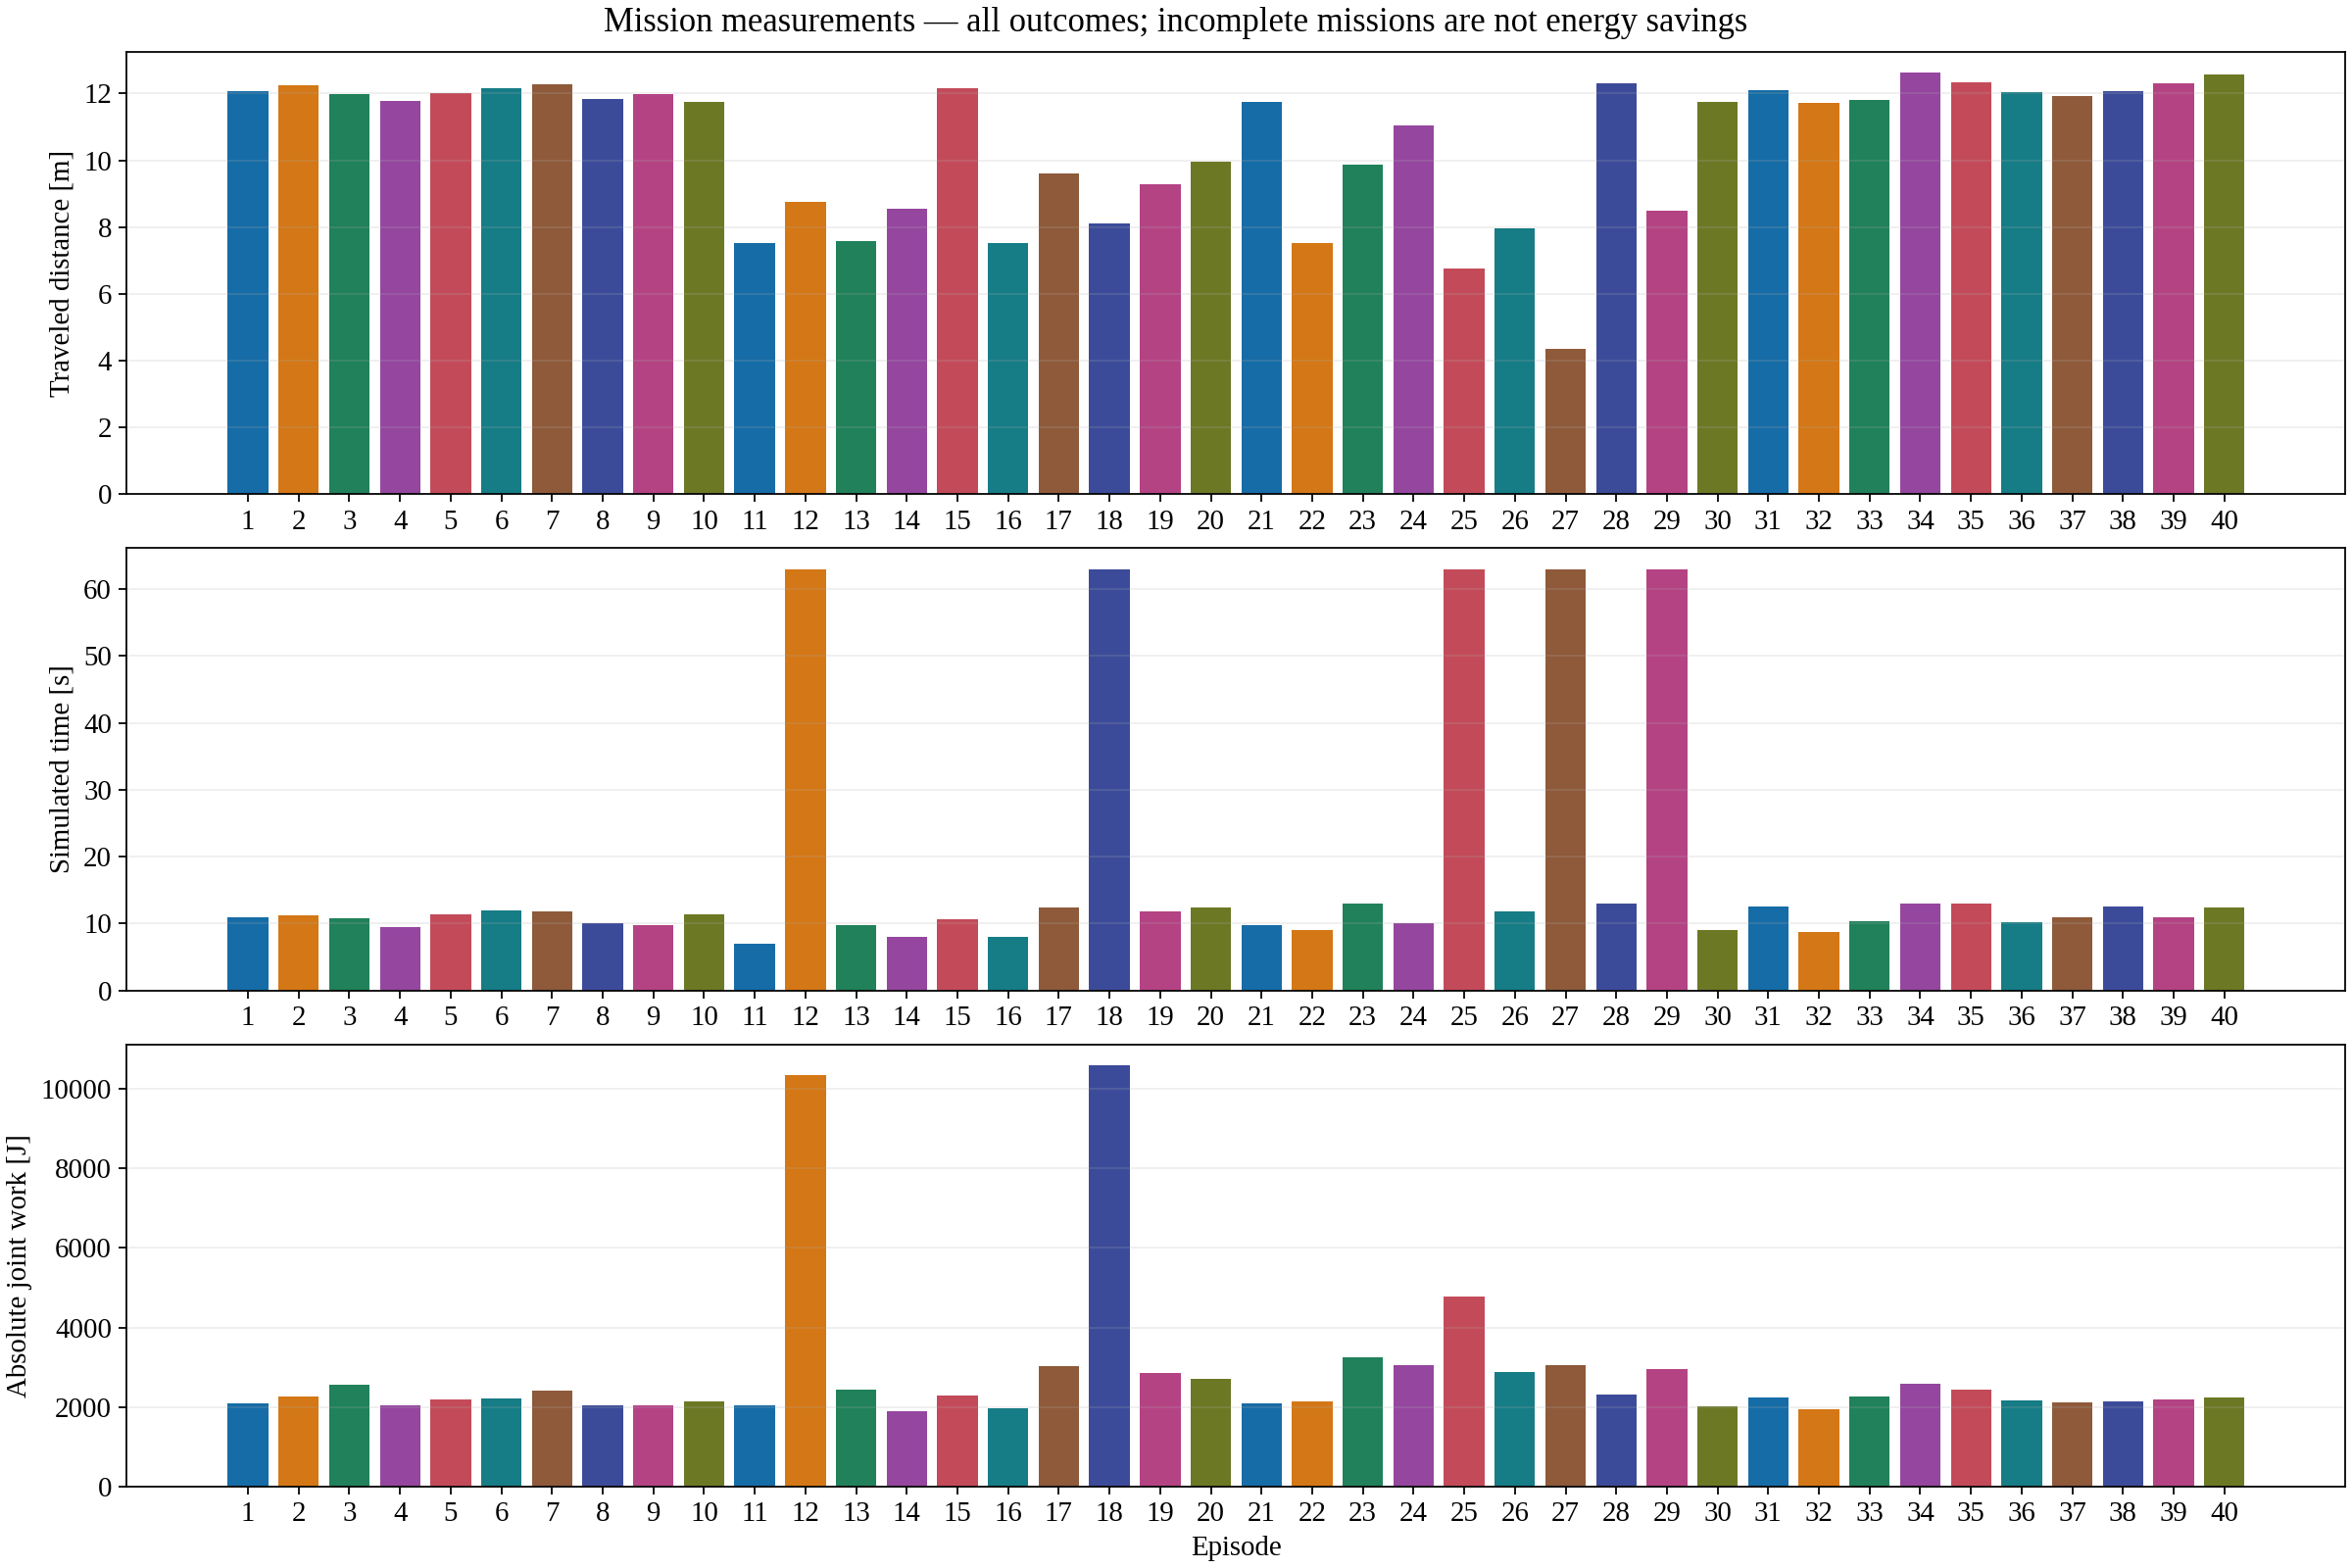 Mission measurements — all outcomes; incomplete missions are not energy savings
Traveled distance [m]
12
10
8
6
4
2
0
1 2 3 4 5 6 7 8 9 10 11 12 13 14 15 16 17 18 19 20 21 22 23 24 25 26 27 28 29 30 31 32 33 34 35 36 37 38 39 40
Simulated time [s]
60
50
40
30
20
10
0
1 2 3 4 5 6 7 8 9 10 11 12 13 14 15 16 17 18 19 20 21 22 23 24 25 26 27 28 29 30 31 32 33 34 35 36 37 38 39 40
Absolute joint work [J]
10000
8000
6000
4000
2000
0
1 2 3 4 5 6 7 8 9 10 11 12 13 14 15 16 17 18 19 20 21 22 23 24 25 26 27 28 29 30 31 32 33 34 35 36 37 38 39 40
Episode